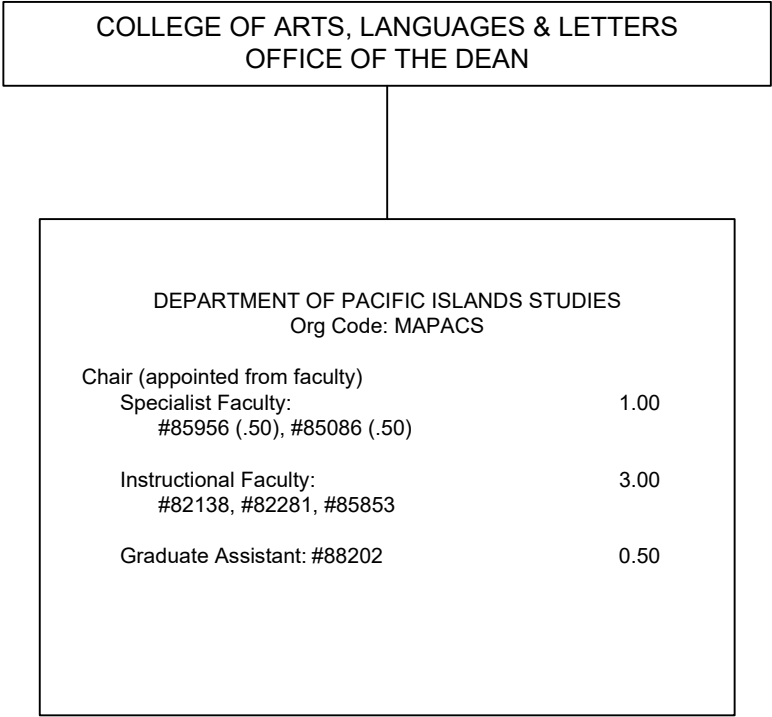 COLLEGE OF ARTS, LANGUAGES & LETTERS
OFFICE OF THE DEAN
DEPARTMENT OF PACIFIC ISLANDS STUDIES
Org Code: MAPACS
Chair (appointed from faculty)
Specialist Faculty: 1.00
#85956 (.50), #85086 (.50)
Instructional Faculty: 3.00
#82138, #82281, #85853
Graduate Assistant: #88202 0.50